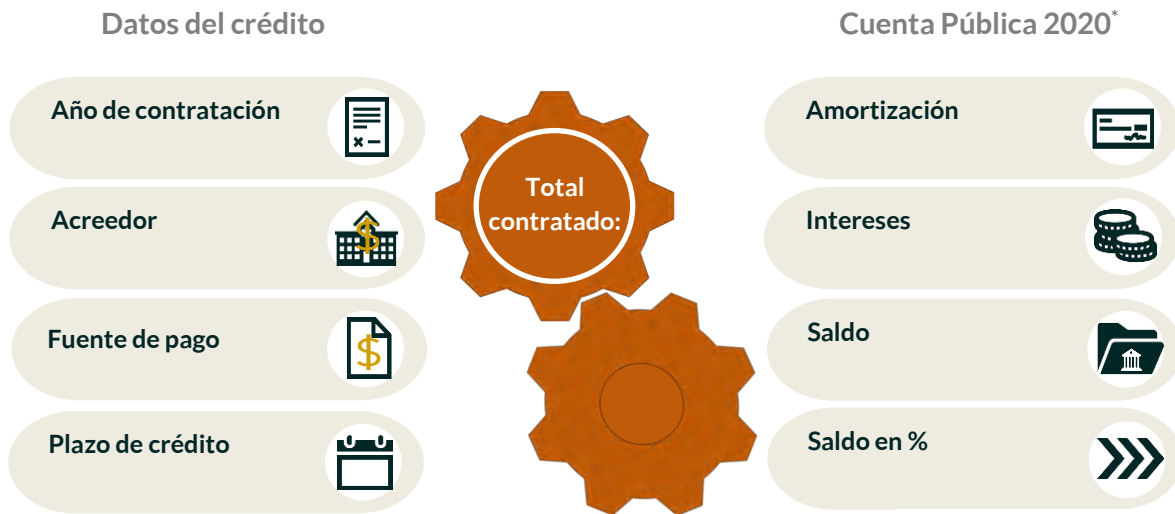 Datos del crédito
Año de contratación
Acreedor
Fuente de pago
Plazo de crédito
Total
contratado:
Cuenta Pública 2020*
Amortización
Intereses
Saldo
Saldo en %